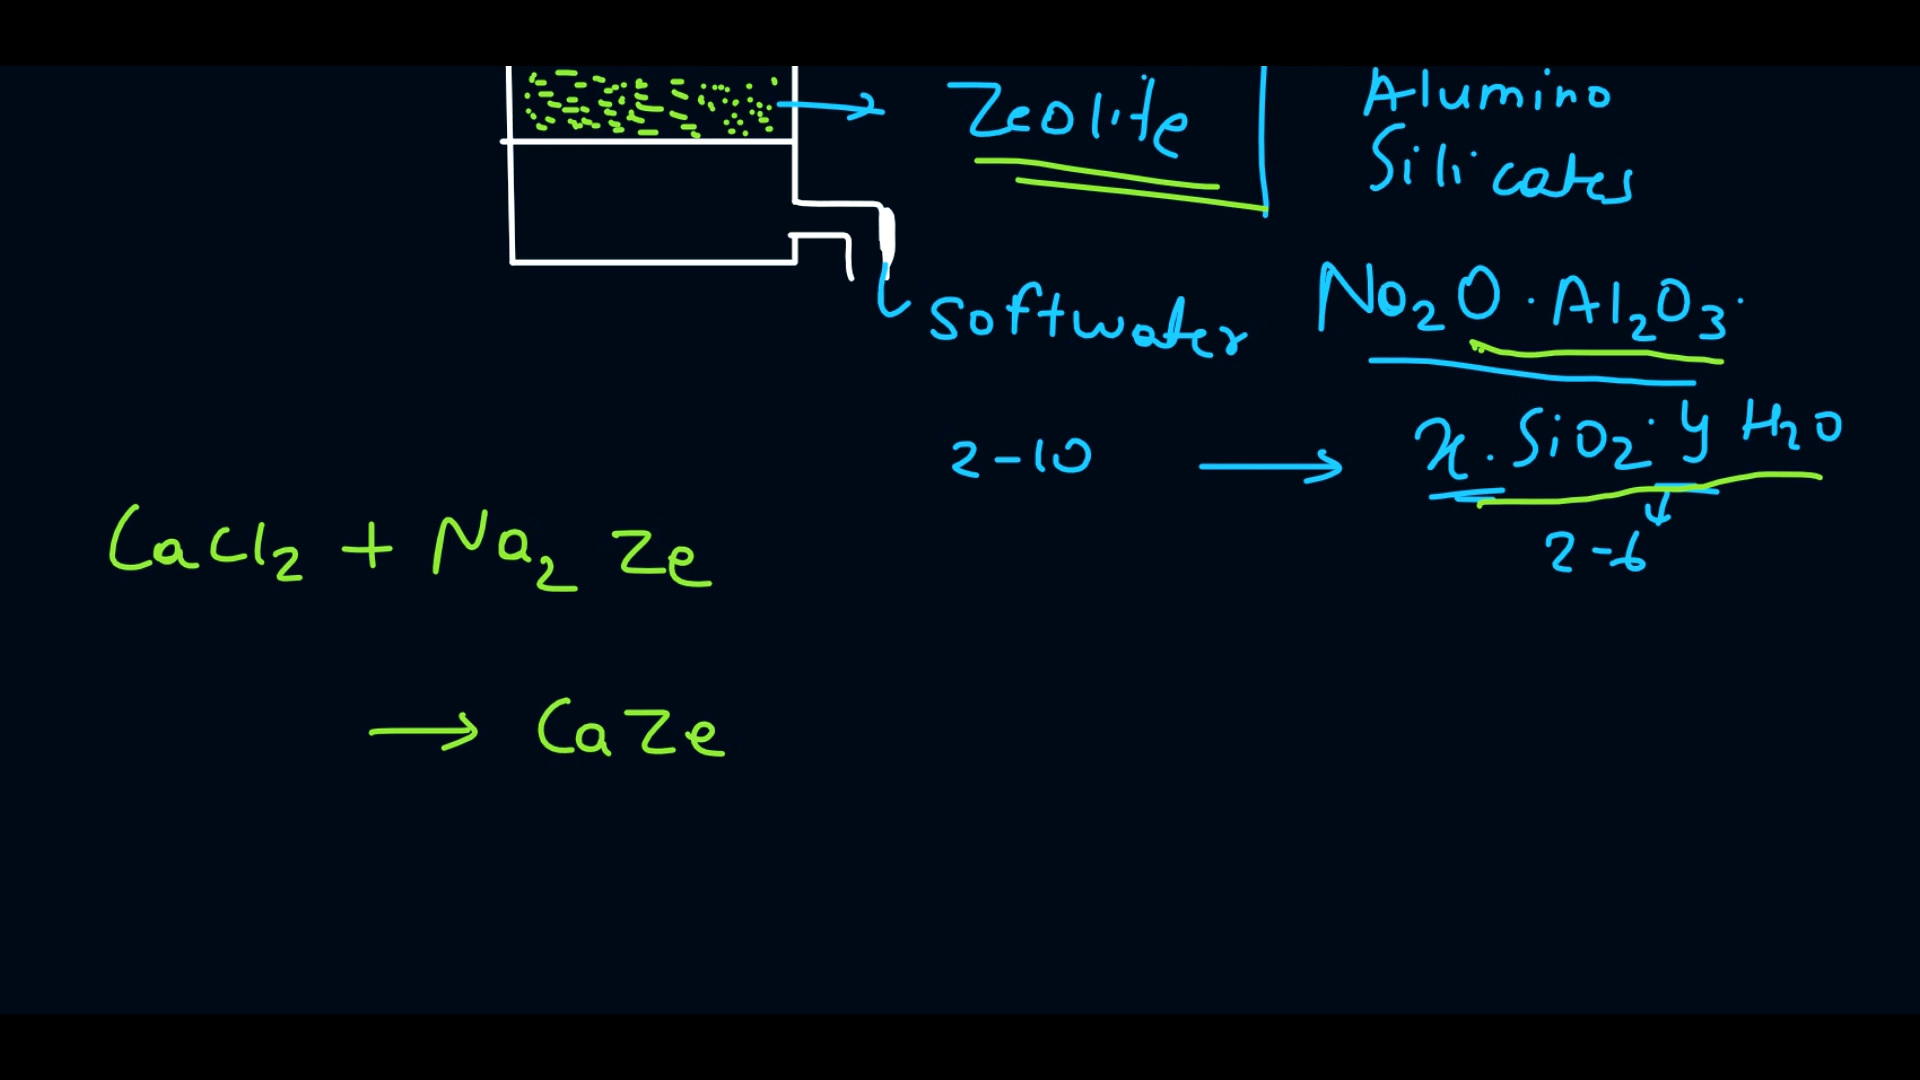 Zeolite
Alumino
Silicates
softwater
Na₂O · Al₂O₃ ·
2-10 ⟶ x · SiO₂ · y H₂O
2-6
CaCl₂ + Na₂ Ze
⟶ CaZe